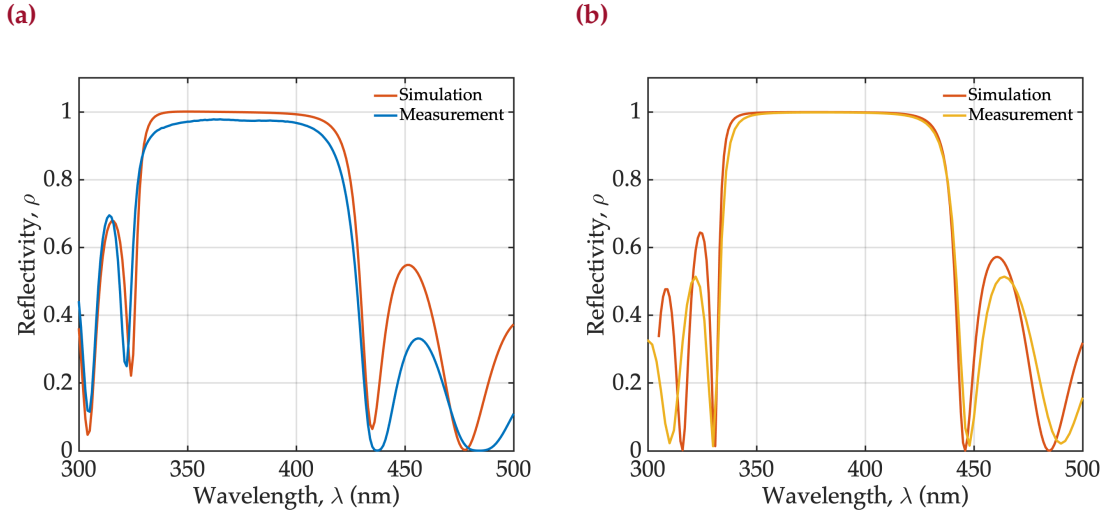 (a)
(b)
Simulation
Measurement
1
0.8
0.6
0.4
0.2
0
300
350
400
450
500
Reflectivity, ρ
Wavelength, λ (nm)
Simulation
Measurement
1
0.8
0.6
0.4
0.2
0
300
350
400
450
500
Reflectivity, ρ
Wavelength, λ (nm)